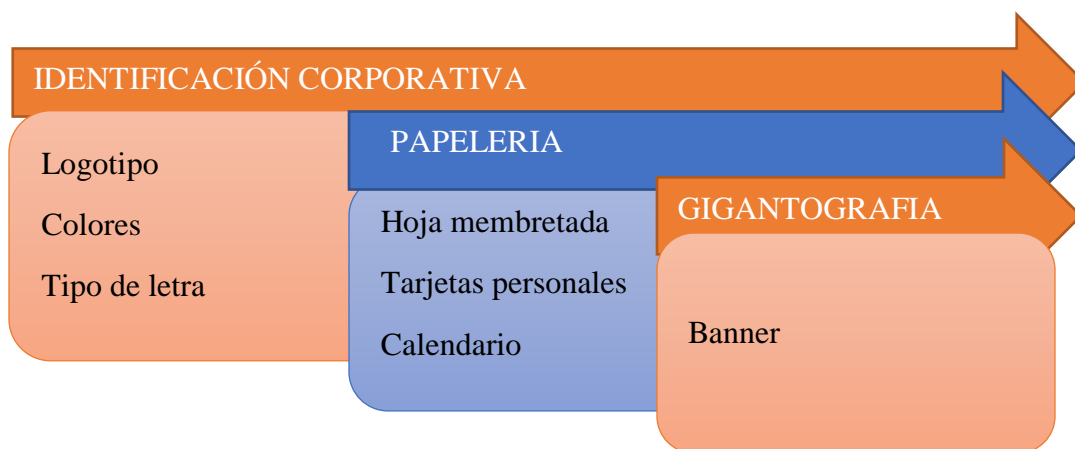 IDENTIFICACIÓN CORPORATIVA
Logotipo
Colores
Tipo de letra
PAPELERIA
Hoja membretada
Tarjetas personales
Calendario
GIGANTOGRAFIA
Banner